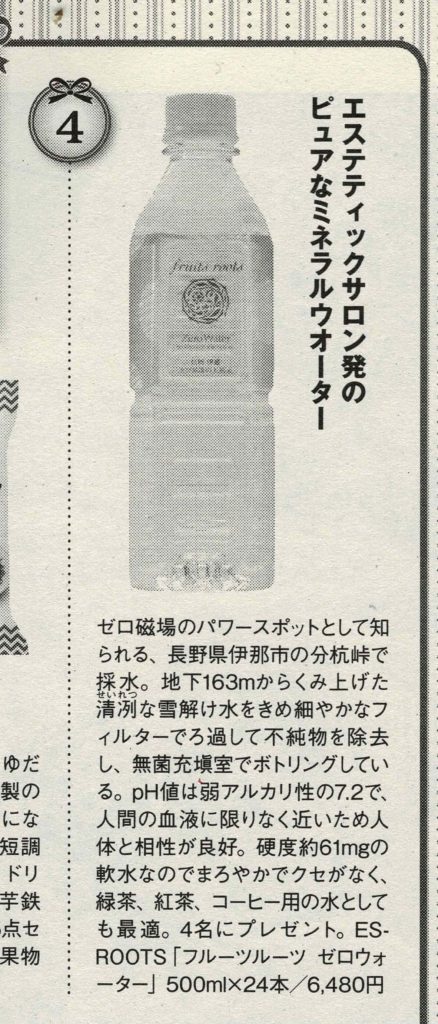 4
エステティックサロン発の
ピュアなミネラルウオーター
fruits roots
Zero Water
ゼロ磁場のパワースポットとして知
られる、長野県伊那市の分杭峠で
採水。地下163mからくみ上げた
せいれつ
清冽な雪解け水をきめ細やかなフ
ィルターでろ過して不純物を除去
し、無菌充塡室でボトリングしてい
る。pH値は弱アルカリ性の7.2で、
人間の血液に限りなく近いため人
体と相性が良好。硬度約61mgの
軟水なのでまろやかでクセがなく、
緑茶、紅茶、コーヒー用の水として
も最適。4名にプレゼント。ES-
ROOTS「フルーツルーツ ゼロウォ
ーター」500ml×24本／6,480円
ゆだ
製の
にな
短調
ドリ
芋鉄
点セ
果物